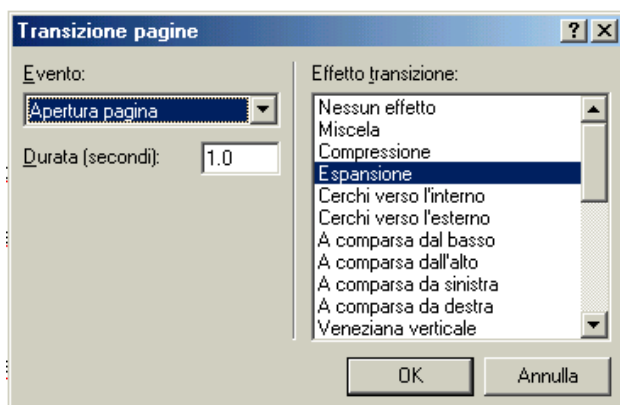 Transizione pagine
Evento:
Apertura pagina
Durata (secondi): 1.0
Effetto transizione:
Nessun effetto
Miscela
Compressione
Espansione
Cerchi verso l'interno
Cerchi verso l'esterno
A comparsa dal basso
A comparsa dall'alto
A comparsa da sinistra
A comparsa da destra
Veneziana verticale
OK Annulla